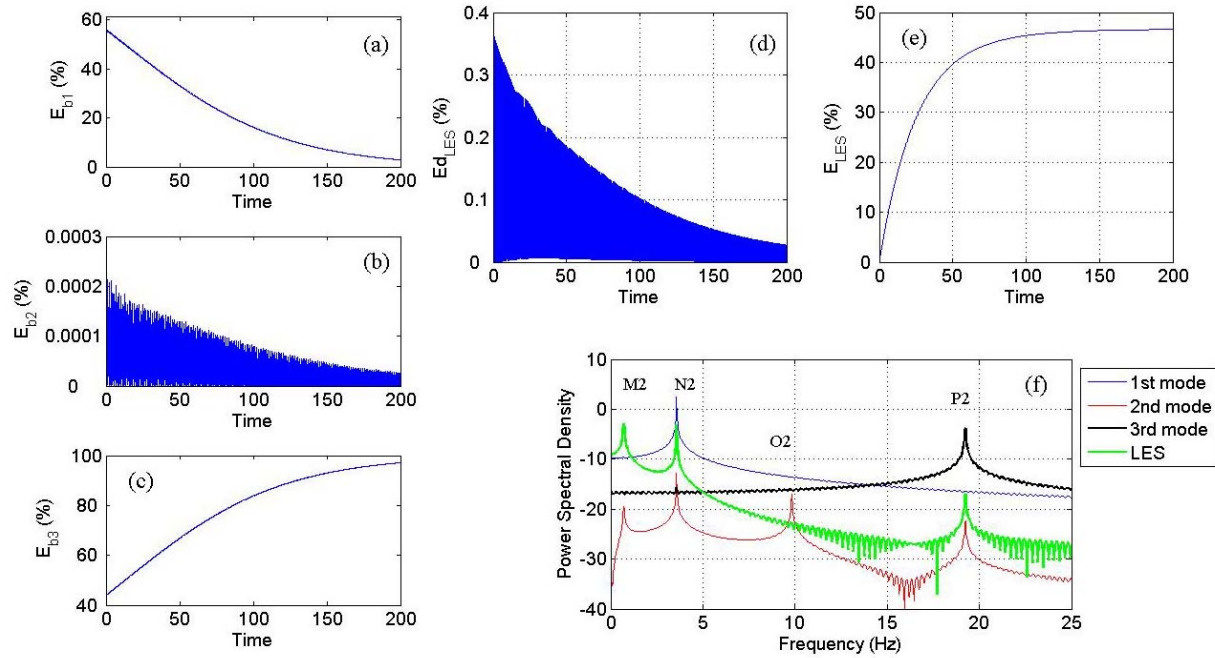 60
40
20
0
E_b1 (%)
(a)
0 50 100 150 200
Time
0.0003
0.0002
0.0001
0
E_b2 (%)
(b)
0 50 100 150 200
Time
100
80
60
40
E_b3 (%)
(c)
0 50 100 150 200
Time
0.4
0.3
0.2
0.1
0
Ed_LES (%)
(d)
0 50 100 150 200
Time
50
40
30
20
10
0
E_LES (%)
(e)
0 50 100 150 200
Time
10
0
-10
-20
-30
-40
Power Spectral Density
M2 N2 O2 P2
(f)
0 5 10 15 20 25
Frequency (Hz)
1st mode
2nd mode
3rd mode
LES